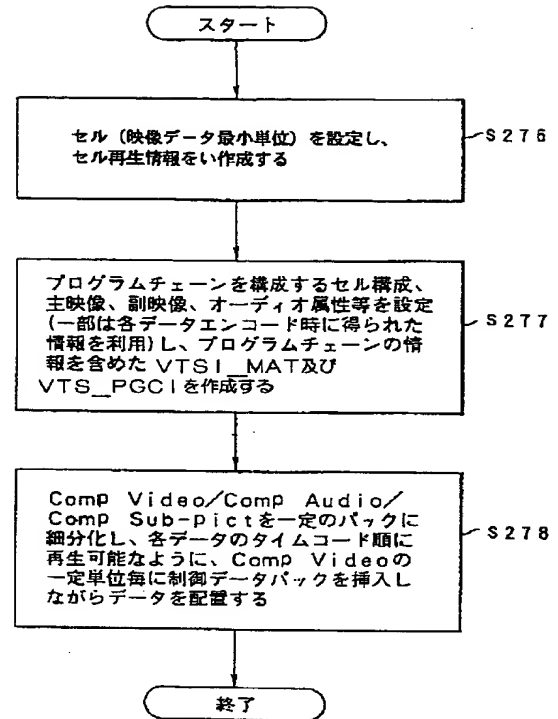 スタート
セル（映像データ最小単位）を設定し、
セル再生情報をい作成する
S276
プログラムチェーンを構成するセル構成、
主映像、副映像、オーディオ属性等を設定
(一部は各データエンコード時に得られた
情報を利用)し、プログラムチェーンの情
報を含めた VTSI_MAT及び
VTS_PGCIを作成する
S277
Comp Video/Comp Audio/
Comp Sub-pictを一定のパックに
細分化し、各データのタイムコード順に
再生可能なように、Comp Videoの
一定単位毎に制御データパックを挿入し
ながらデータを配置する
S278
終了